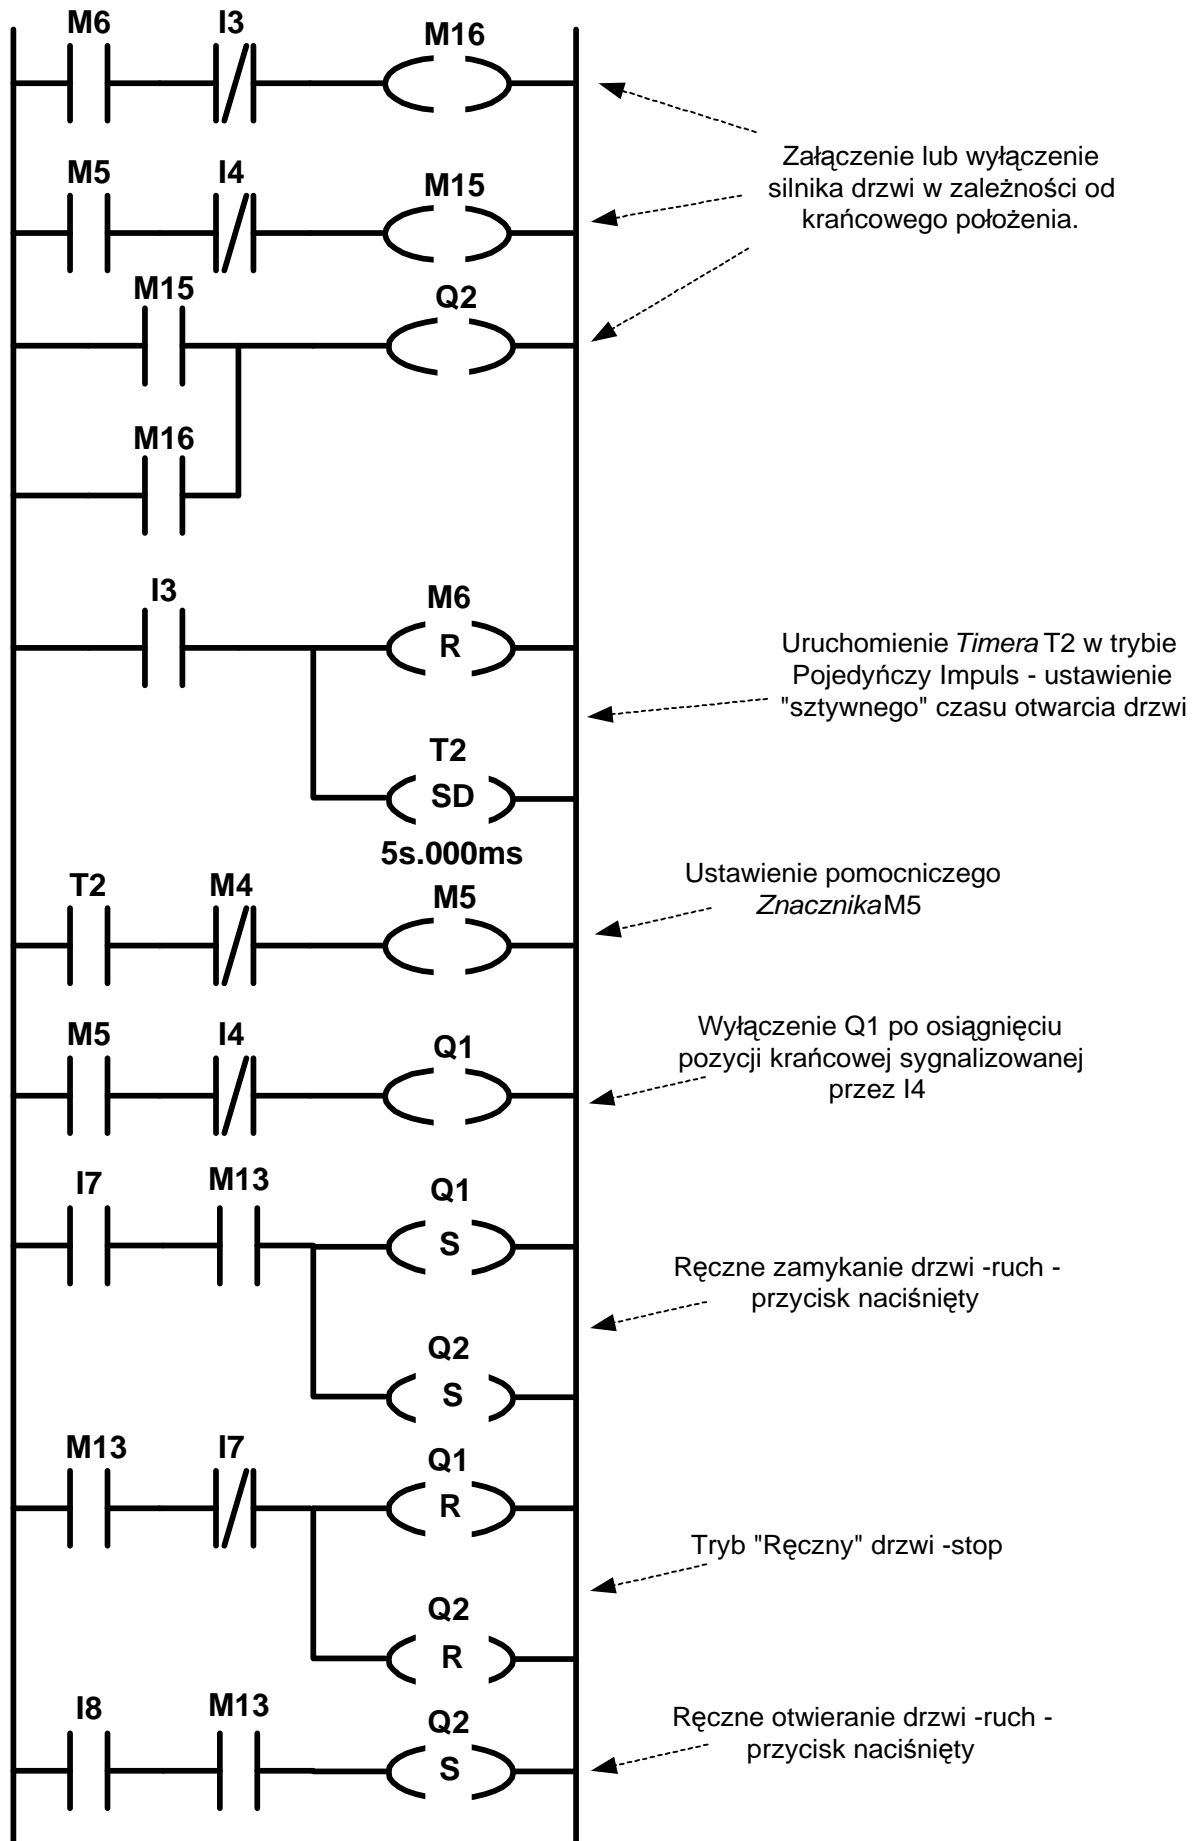 M6 I3 M16
Załączenie lub wyłączenie
silnika drzwi w zależności od
krańcowego położenia.
M5 I4 M15
M15 Q2
M16
I3 M6
R
Uruchomienie Timera T2 w trybie
Pojedyńczy Impuls - ustawienie
"sztywnego" czasu otwarcia drzwi
T2
SD
5s.000ms
T2 M4 M5
Ustawienie pomocniczego
Znacznika M5
M5 I4 Q1
Wyłączenie Q1 po osiągnięciu
pozycji krańcowej sygnalizowanej
przez I4
I7 M13 Q1
S
Ręczne zamykanie drzwi -ruch -
przycisk naciśnięty
Q2
S
M13 I7 Q1
R
Tryb "Ręczny" drzwi -stop
Q2
R
I8 M13 Q2
S
Ręczne otwieranie drzwi -ruch -
przycisk naciśnięty